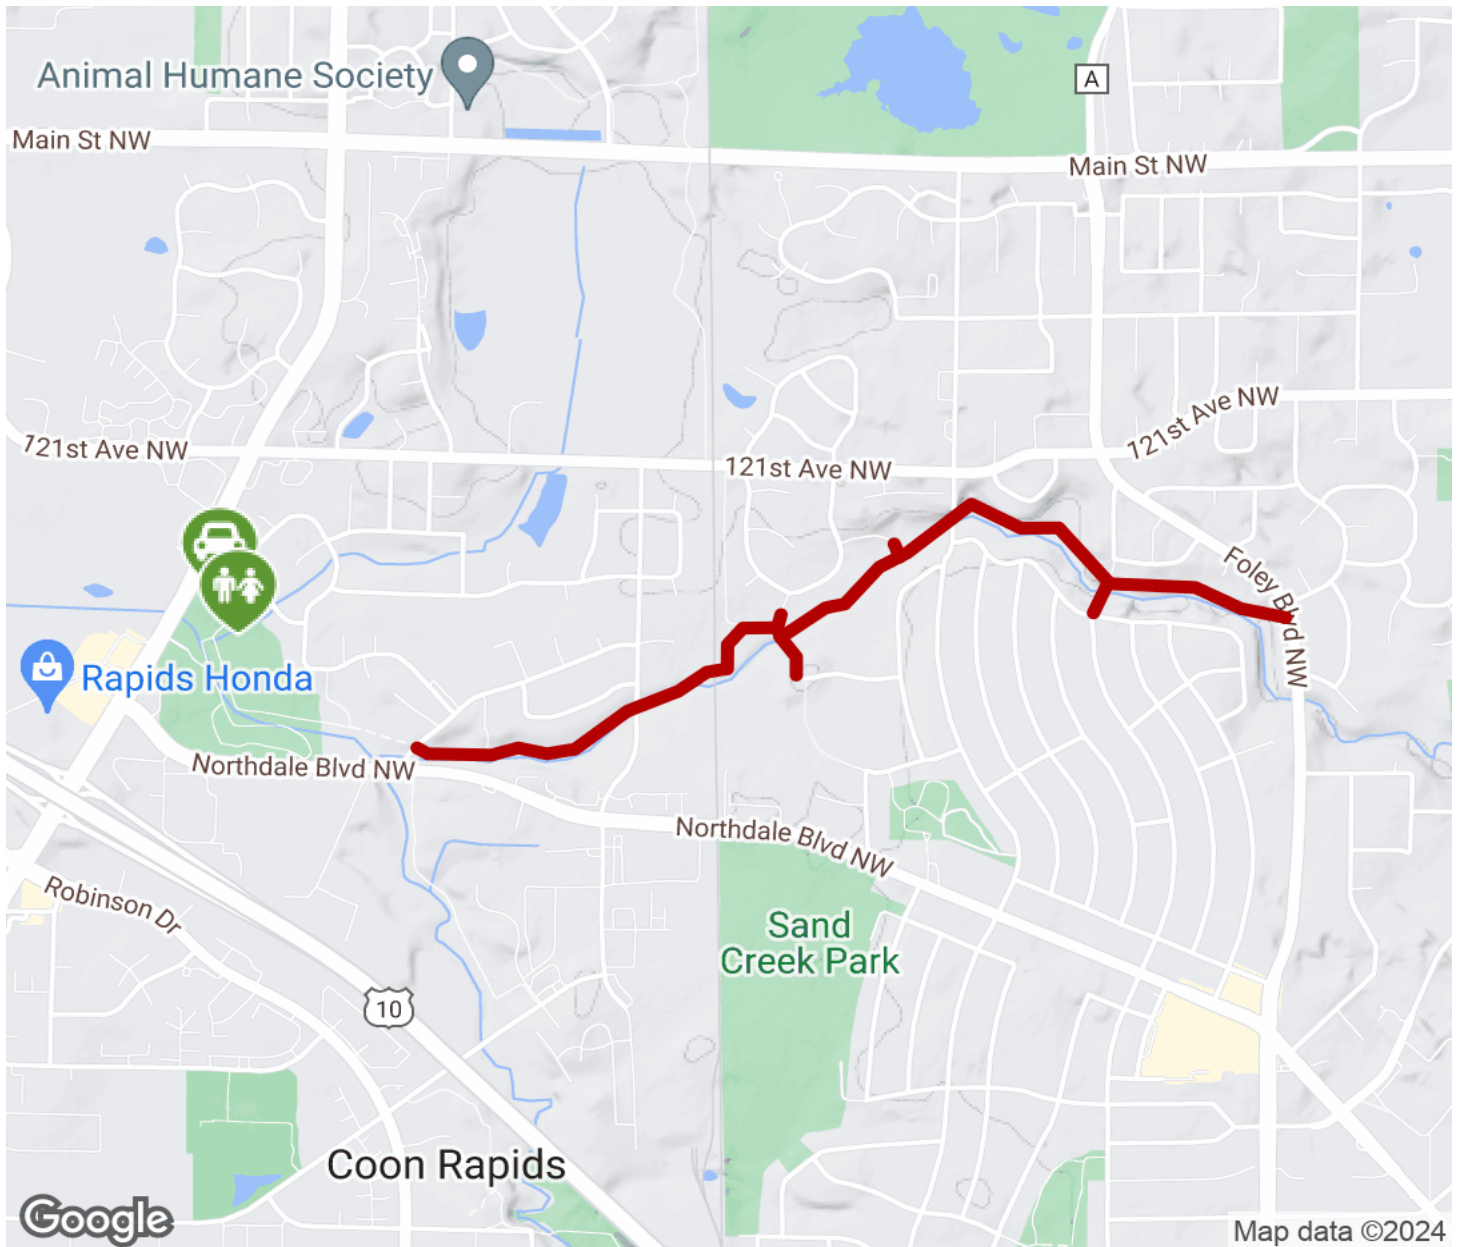 Animal Humane Society
A
Main St NW
Main St NW
121st Ave NW
121st Ave NW
121st Ave NW
Foley Blvd NW
Rapids Honda
Northdale Blvd NW
Northdale Blvd NW
Robinson Dr
Sand
Creek Park
10
Coon Rapids
Google
Map data ©2024